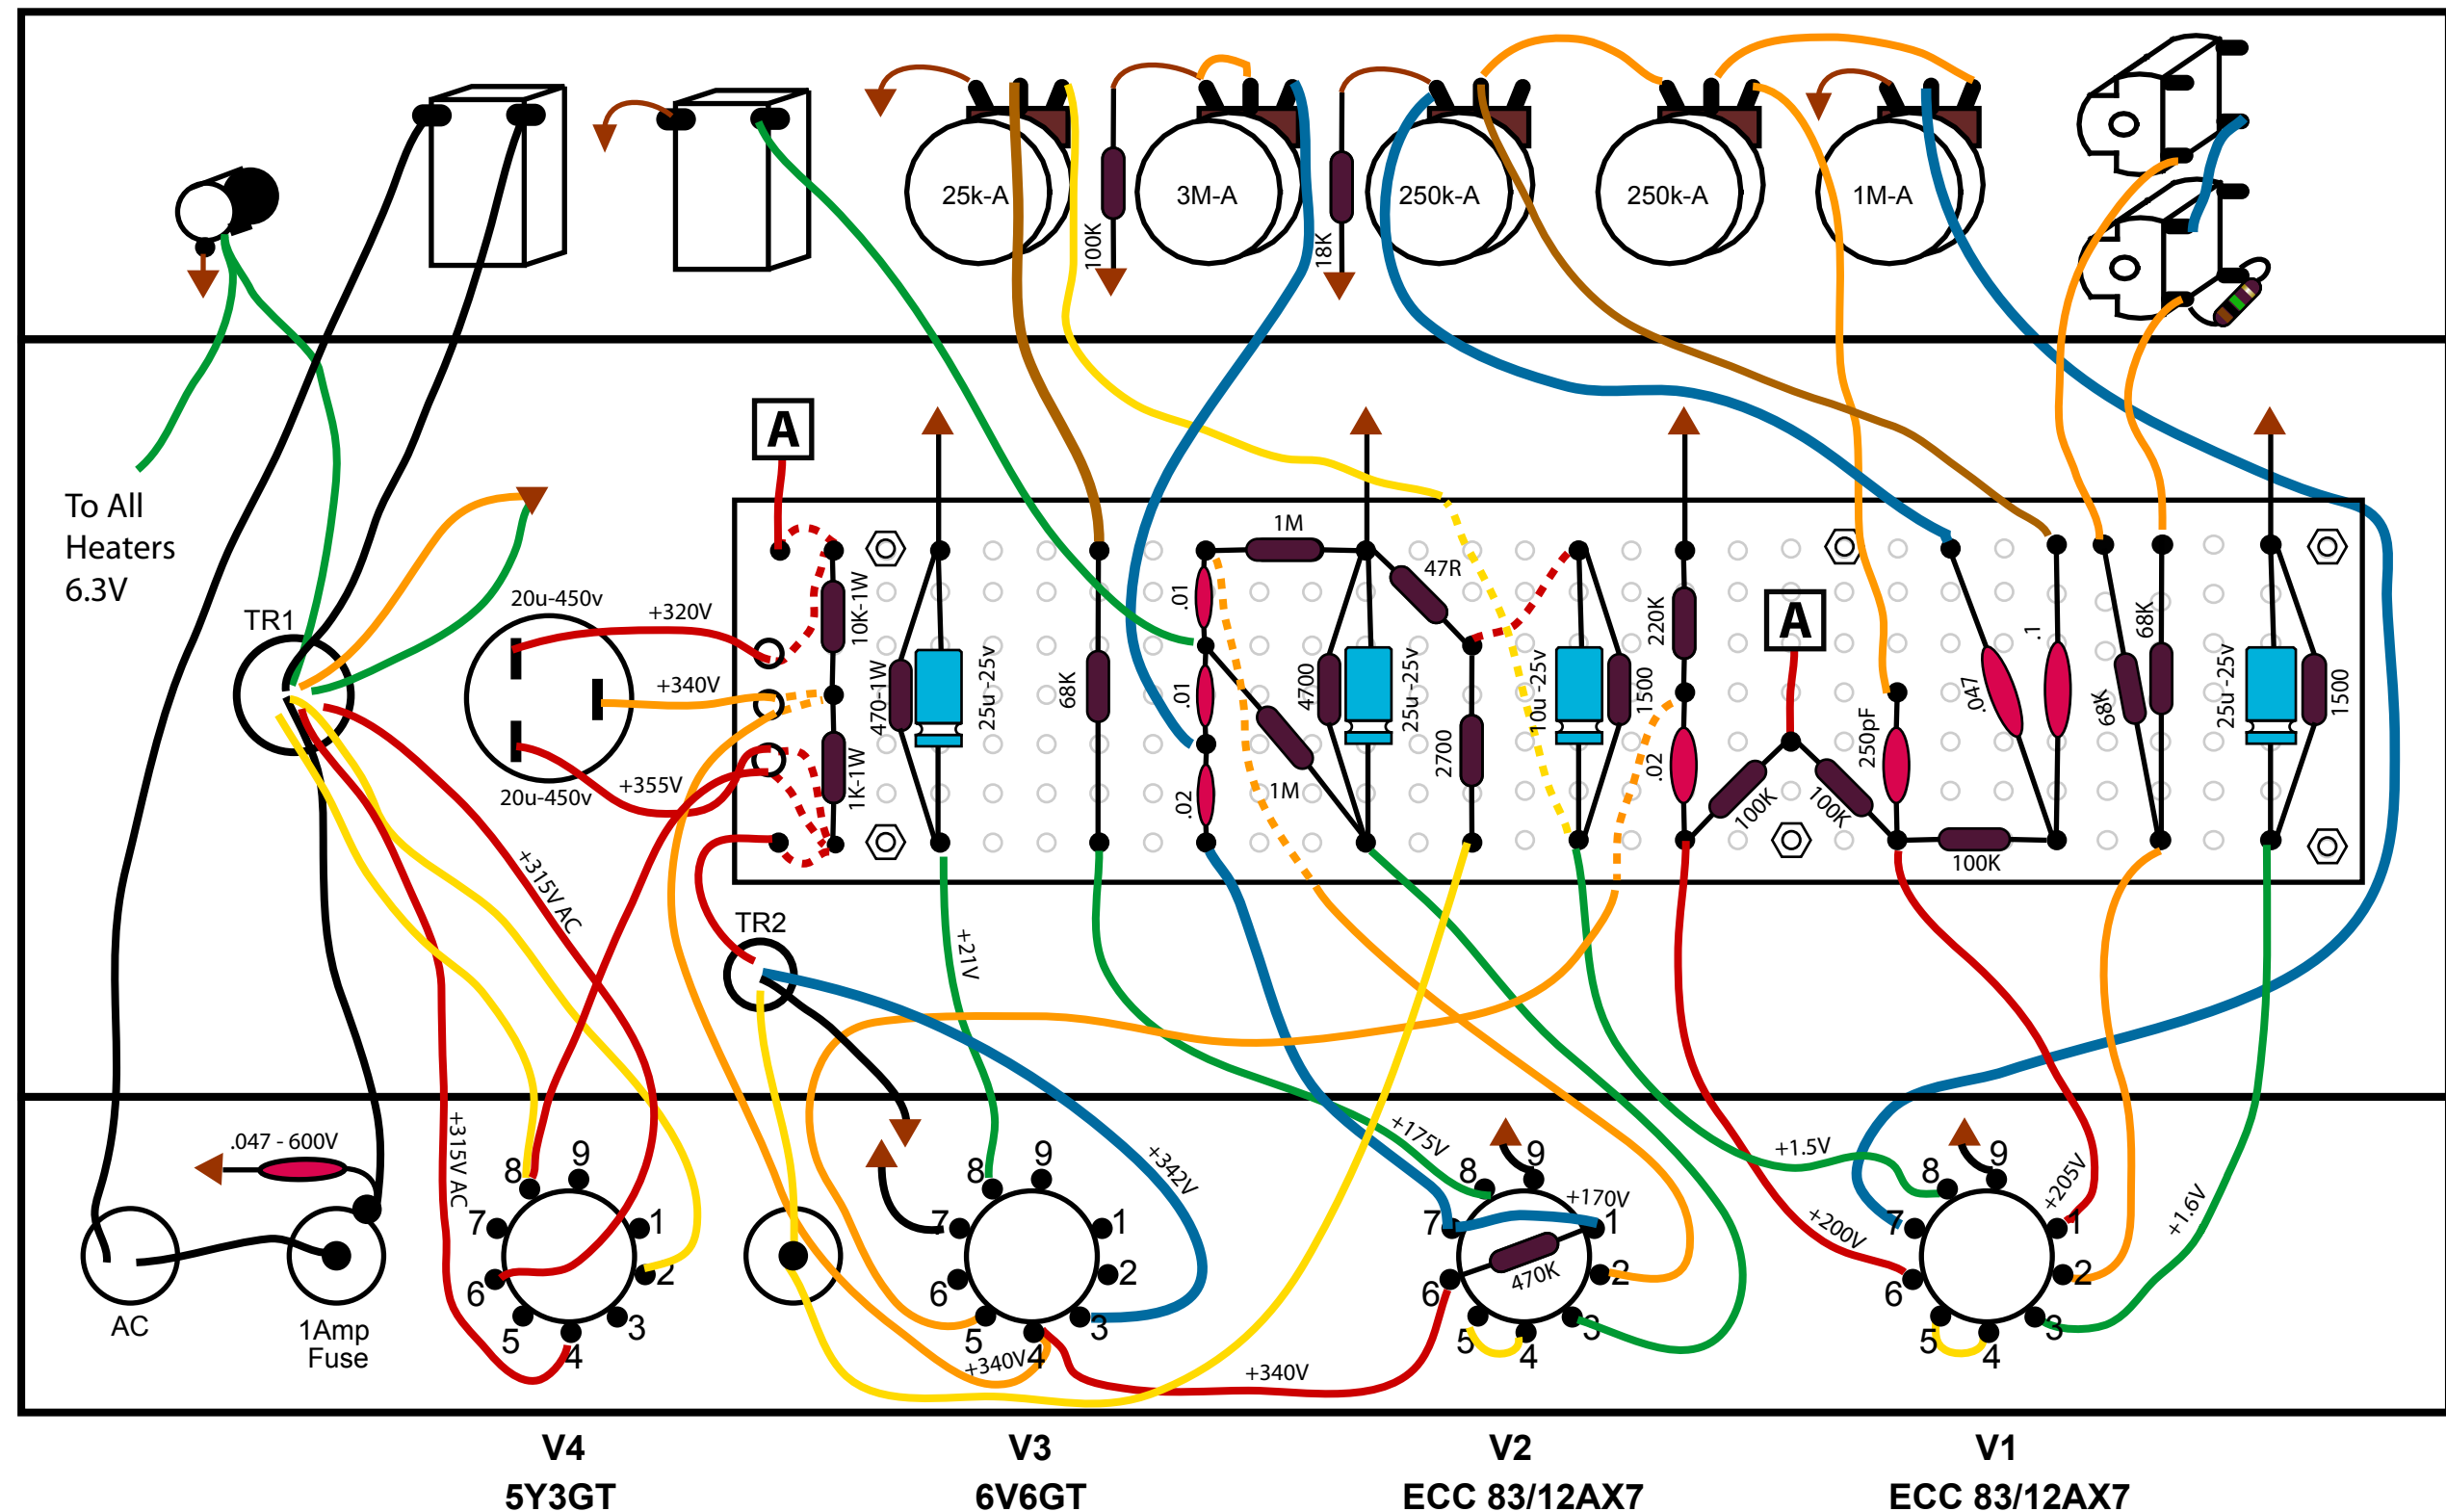 25k-A
100K
3M-A
18K
250k-A
250k-A
1M-A
A
To All
Heaters
6.3V
TR1
20u-450v
+320V
+340V
+355V
20u-450v
10K-1W
1K-1W
470-1W
25u -25v
68K
.01
.01
.02
1M
1M
47R
4700
25u -25v
2700
10u -25v
1500
220K
.02
A
100K
100K
250pF
100K
.047
.1
68K
68K
25u -25v
1500
+315V AC
TR2
+21V
+315V AC
.047 - 600V
+342V
+175V
+170V
+1.5V
+200V
+205V
+1.6V
8 9
7 1
6 2
5 4 3
8 9
7 1
6 2
5 4 3
8 9
7 1
6 2
5 4 3
470K
8 9
7 1
6 2
5 4 3
AC
1Amp
Fuse
+340V
+340V
V4
5Y3GT
V3
6V6GT
V2
ECC 83/12AX7
V1
ECC 83/12AX7